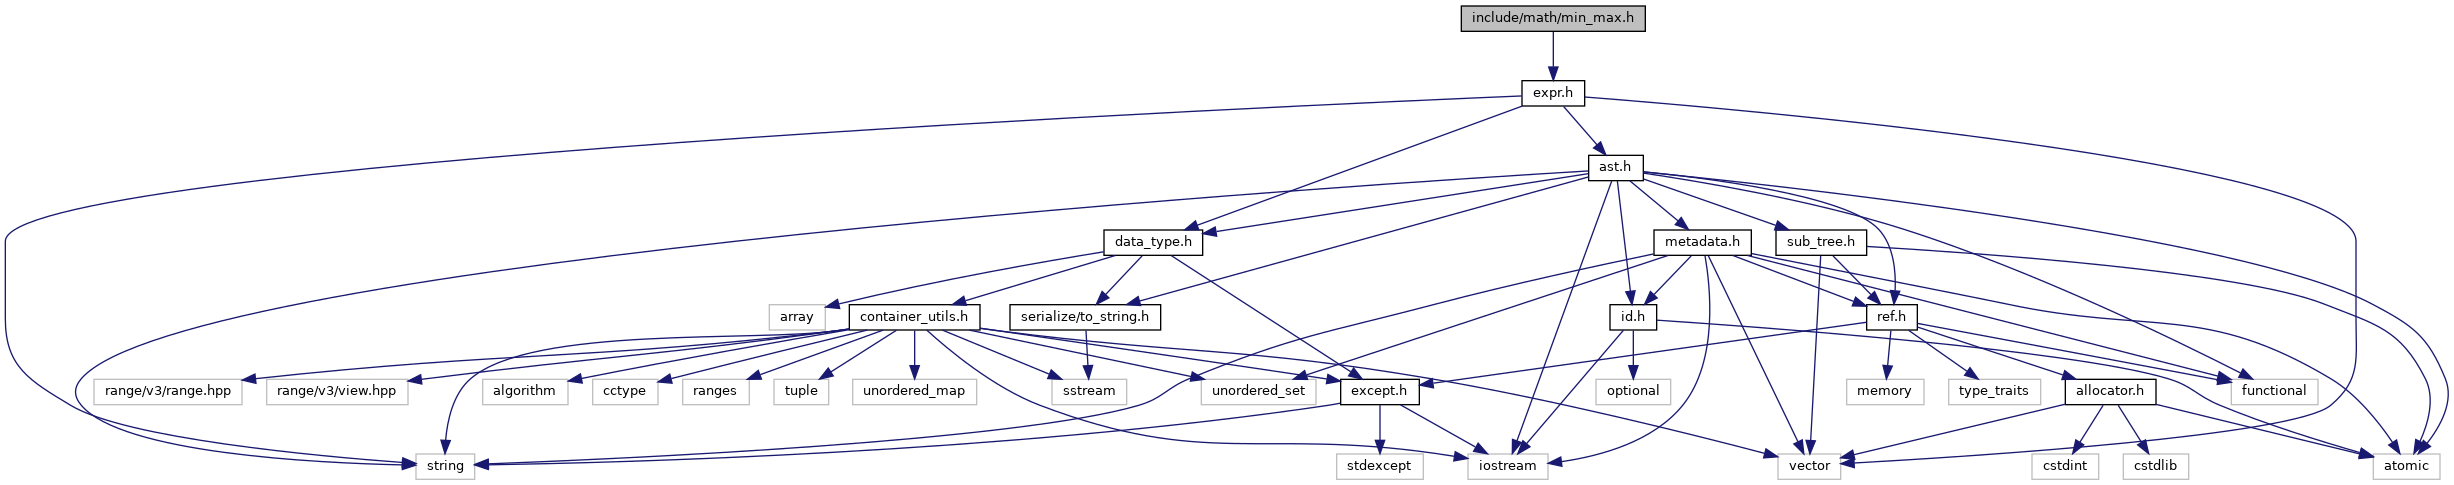 include/math/min_max.h
expr.h
ast.h
data_type.h
metadata.h
sub_tree.h
array
container_utils.h
serialize/to_string.h
id.h
ref.h
range/v3/range.hpp
range/v3/view.hpp
algorithm
cctype
ranges
tuple
unordered_map
sstream
unordered_set
except.h
optional
memory
type_traits
allocator.h
functional
string
stdexcept
iostream
vector
cstdint
cstdlib
atomic